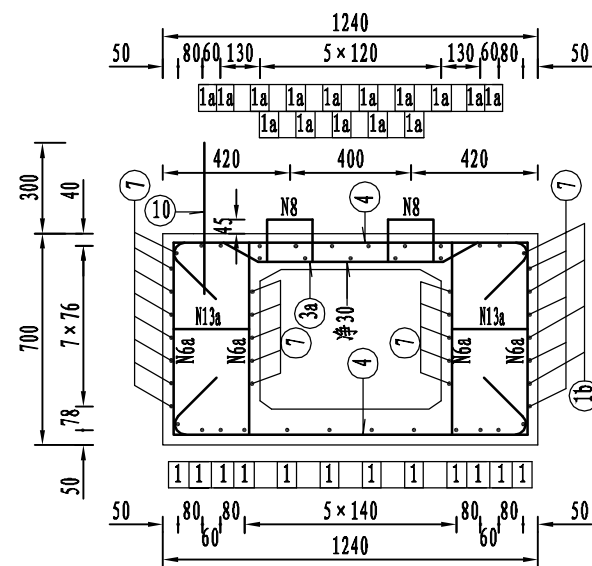 1240
50 80 60 130 5×120 130 60 80 50
1a 1a 1a 1a 1a 1a 1a 1a 1a
1a 1a 1a 1a 1a
420 400 420
300
40
700
7×76
78
50
7
10
45
N8
4
N8
7
N13a
N13a
N6a
N6a
N6a
N6a
7
3a
净30
7
4
1b
1 1 1 1 1 1 1 1 1 1 1 1
50 80 80 5×140 80 80 50
60 60
1240